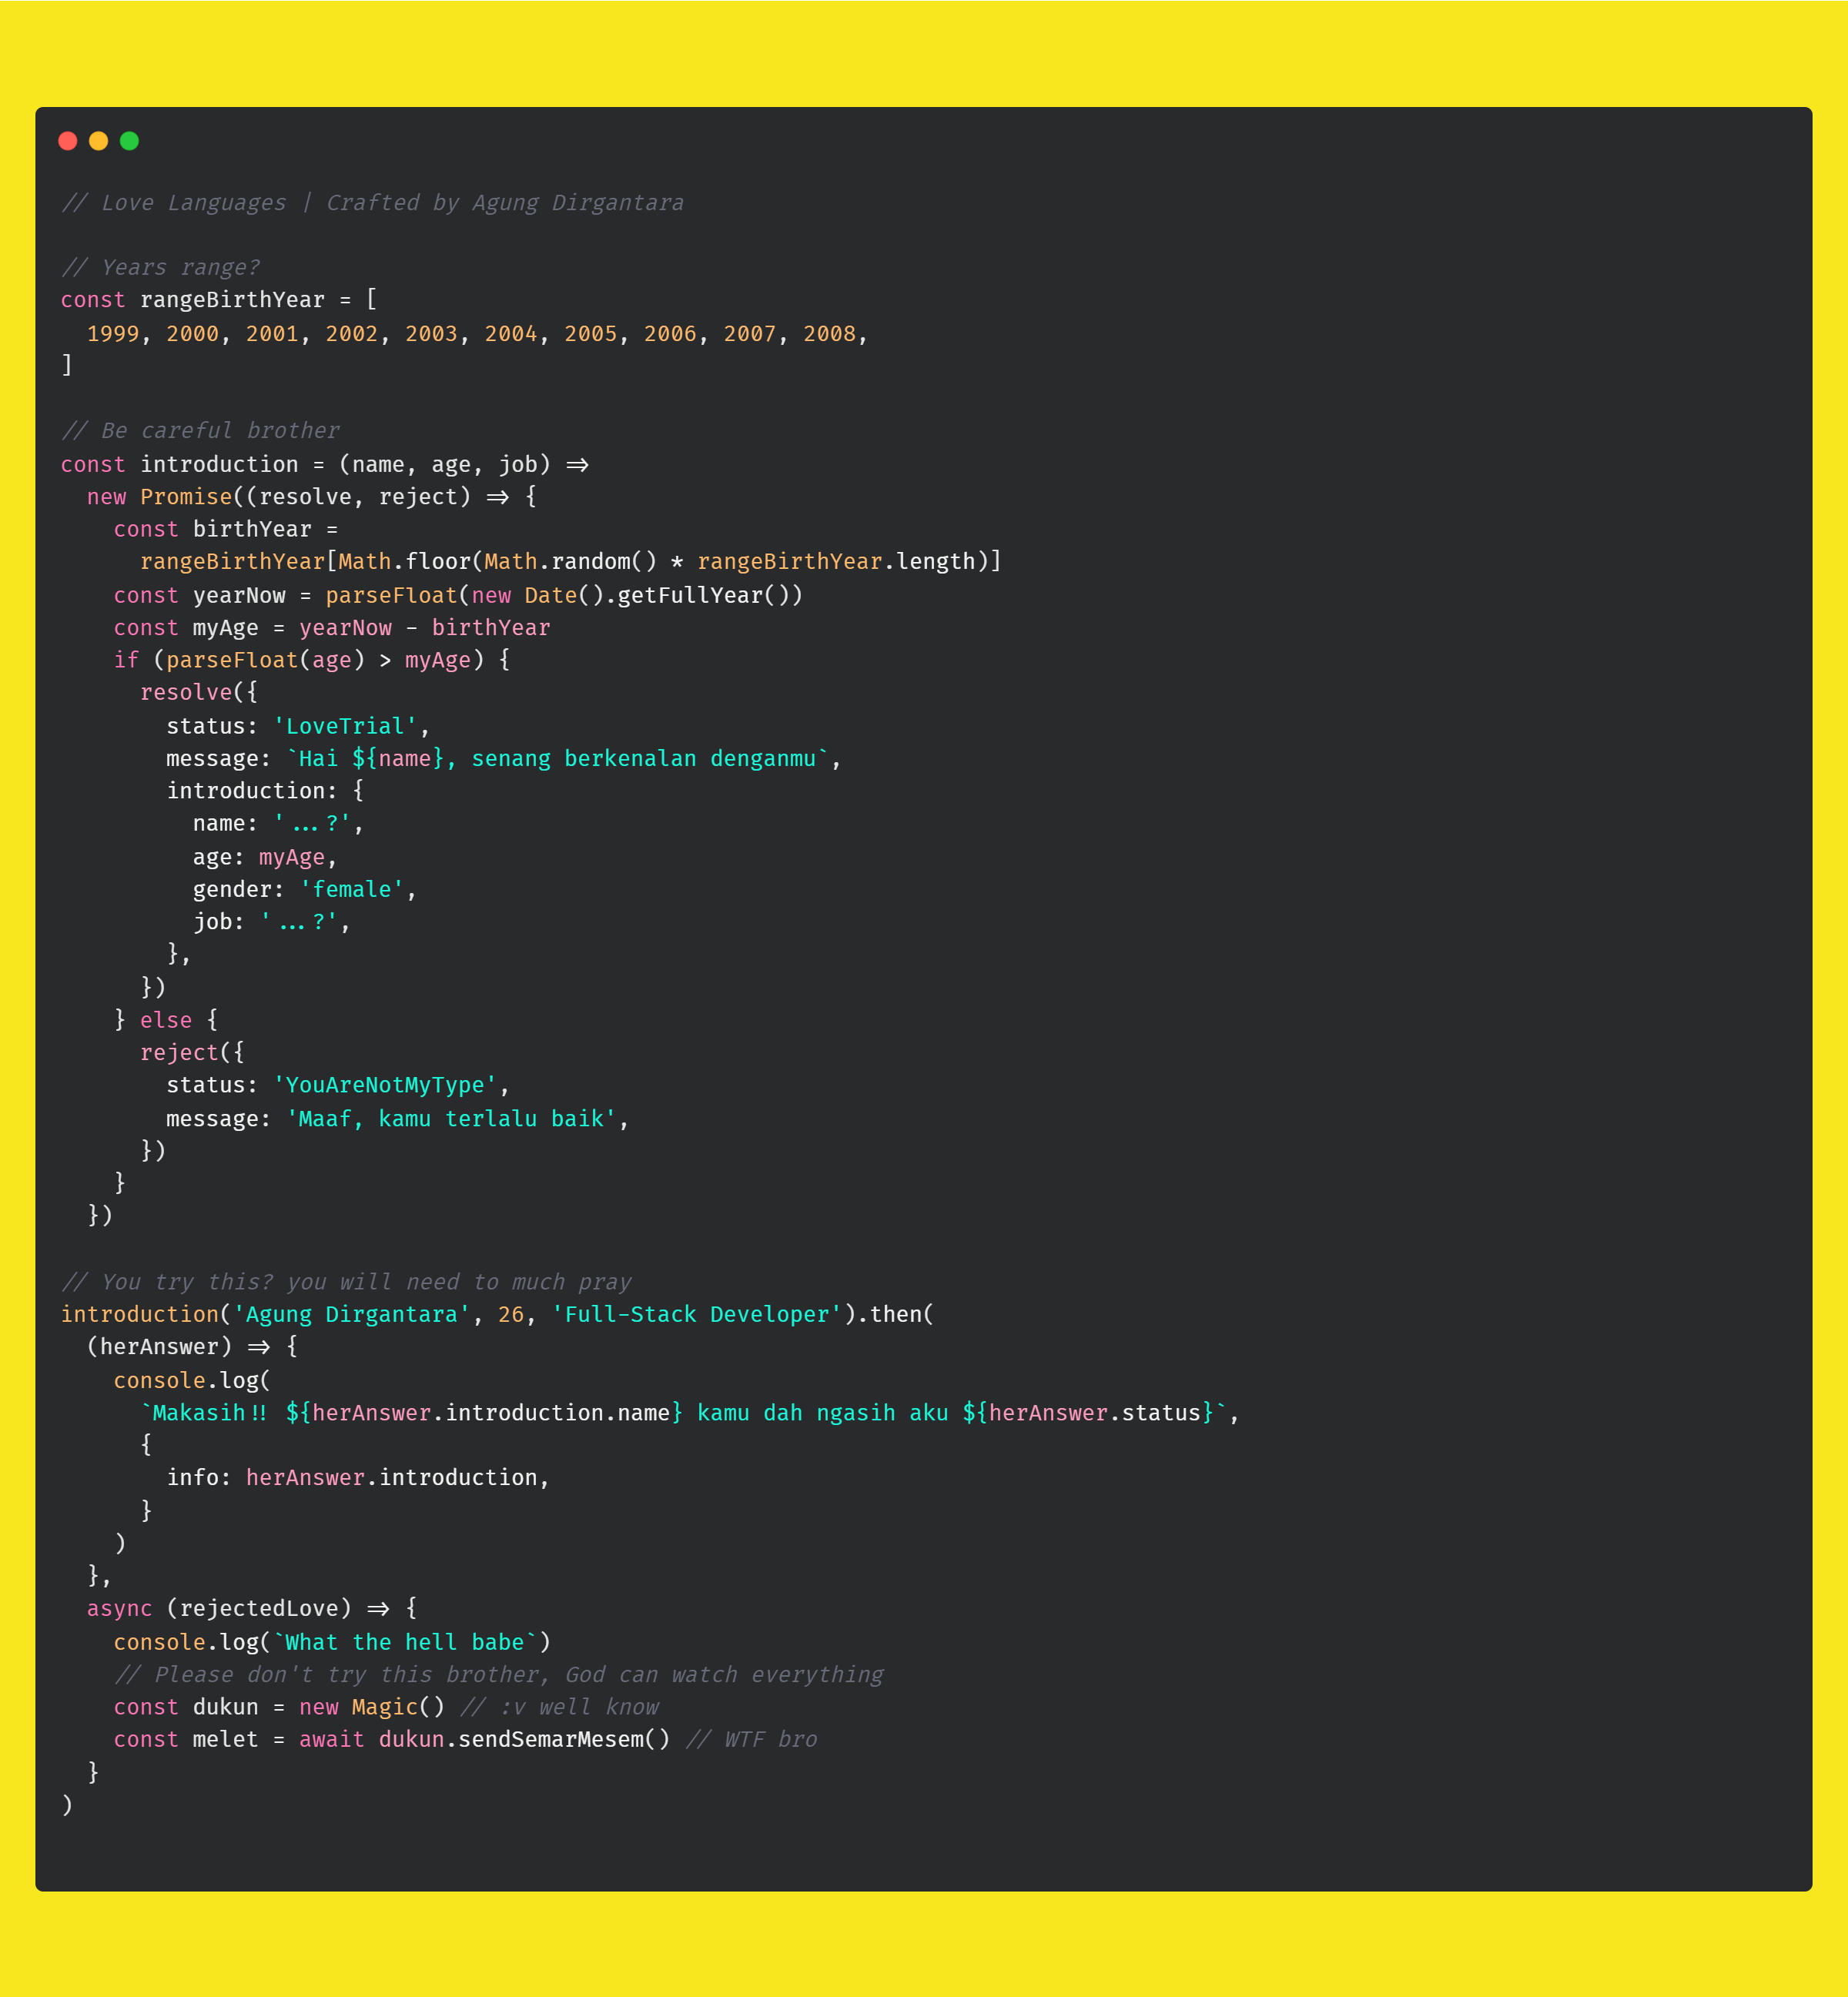 // Love Languages | Crafted by Agung Dirgantara
// Years range?
const rangeBirthYear = [
  1999, 2000, 2001, 2002, 2003, 2004, 2005, 2006, 2007, 2008,
]
// Be careful brother
const introduction = (name, age, job) =>
  new Promise((resolve, reject) => {
    const birthYear =
      rangeBirthYear[Math.floor(Math.random() * rangeBirthYear.length)]
    const yearNow = parseFloat(new Date().getFullYear())
    const myAge = yearNow - birthYear
    if (parseFloat(age) > myAge) {
      resolve({
        status: 'LoveTrial',
        message: `Hai ${name}, senang berkenalan denganmu`,
        introduction: {
          name: '...?',
          age: myAge,
          gender: 'female',
          job: '...?',
        },
      })
    } else {
      reject({
        status: 'YouAreNotMyType',
        message: 'Maaf, kamu terlalu baik',
      })
    }
  })
// You try this? you will need to much pray
introduction('Agung Dirgantara', 26, 'Full-Stack Developer').then(
  (herAnswer) => {
    console.log(
      `Makasih!! ${herAnswer.introduction.name} kamu dah ngasih aku ${herAnswer.status}`,
      {
        info: herAnswer.introduction,
      }
    )
  },
  async (rejectedLove) => {
    console.log(`What the hell babe`)
    // Please don't try this brother, God can watch everything
    const dukun = new Magic() // :v well know
    const melet = await dukun.sendSemarMesem() // WTF bro
  }
)